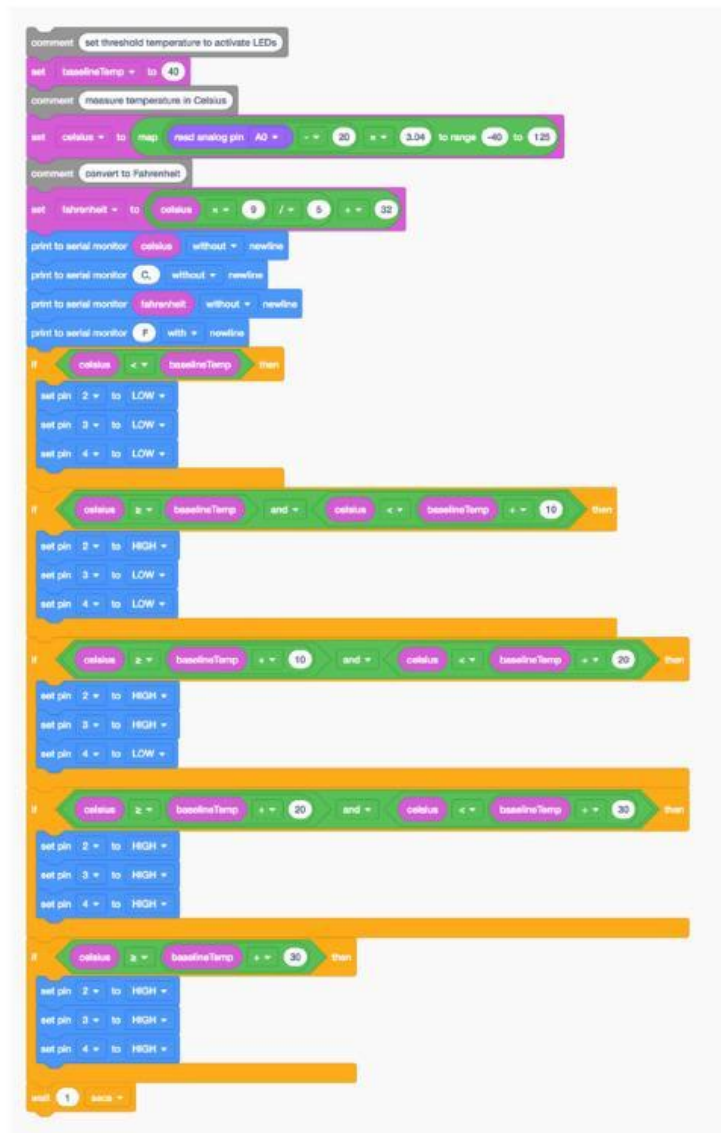 comment set threshold temperature to activate LEDs
set baselineTemp to 40
comment measure temperature in Celsius
set celsius to map read analog pin A0 - 20 × 3.04 to range -40 to 125
comment convert to Fahrenheit
set fahrenheit to celsius × 9 / 5 + 32
print to serial monitor celsius without newline
print to serial monitor C, without newline
print to serial monitor fahrenheit without newline
print to serial monitor F with newline
if celsius < baselineTemp then
set pin 2 to LOW
set pin 3 to LOW
set pin 4 to LOW
if celsius ≥ baselineTemp and celsius < baselineTemp + 10 then
set pin 2 to HIGH
set pin 3 to LOW
set pin 4 to LOW
if celsius ≥ baselineTemp + 10 and celsius < baselineTemp + 20 then
set pin 2 to HIGH
set pin 3 to HIGH
set pin 4 to LOW
if celsius ≥ baselineTemp + 20 and celsius < baselineTemp + 30 then
set pin 2 to HIGH
set pin 3 to HIGH
set pin 4 to HIGH
if celsius ≥ baselineTemp + 30 then
set pin 2 to HIGH
set pin 3 to HIGH
set pin 4 to HIGH
wait 1 secs